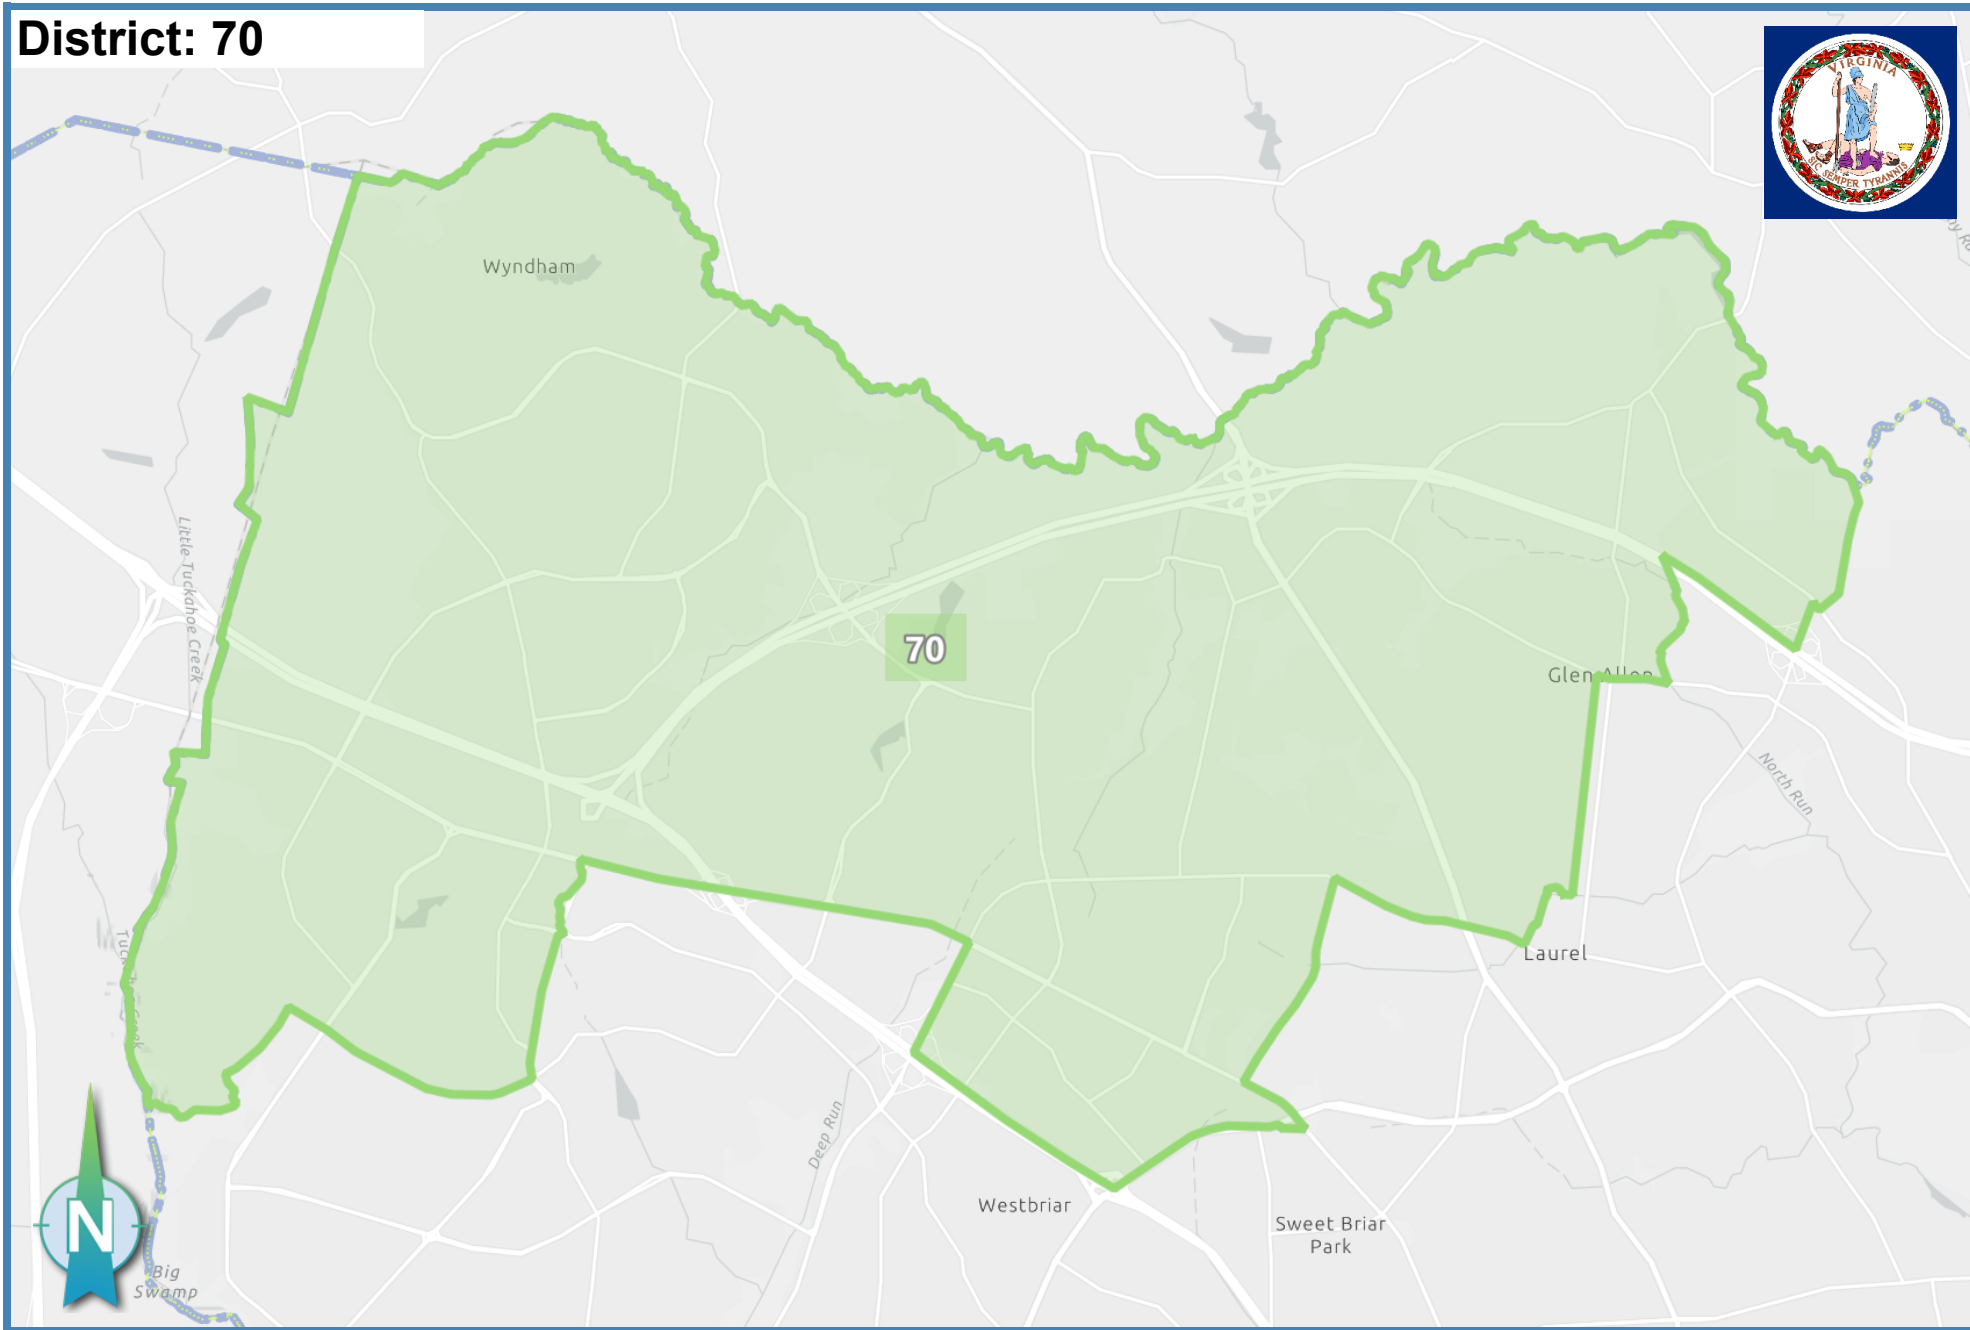 District: 70
VIRGINIA
SIC SEMPER TYRANNIS
Wyndham
Little Tuckahoe Creek
70
Glen Allen
North Run
Laurel
Deep Run
Westbriar
Sweet Briar
Park
N
Big
Swamp